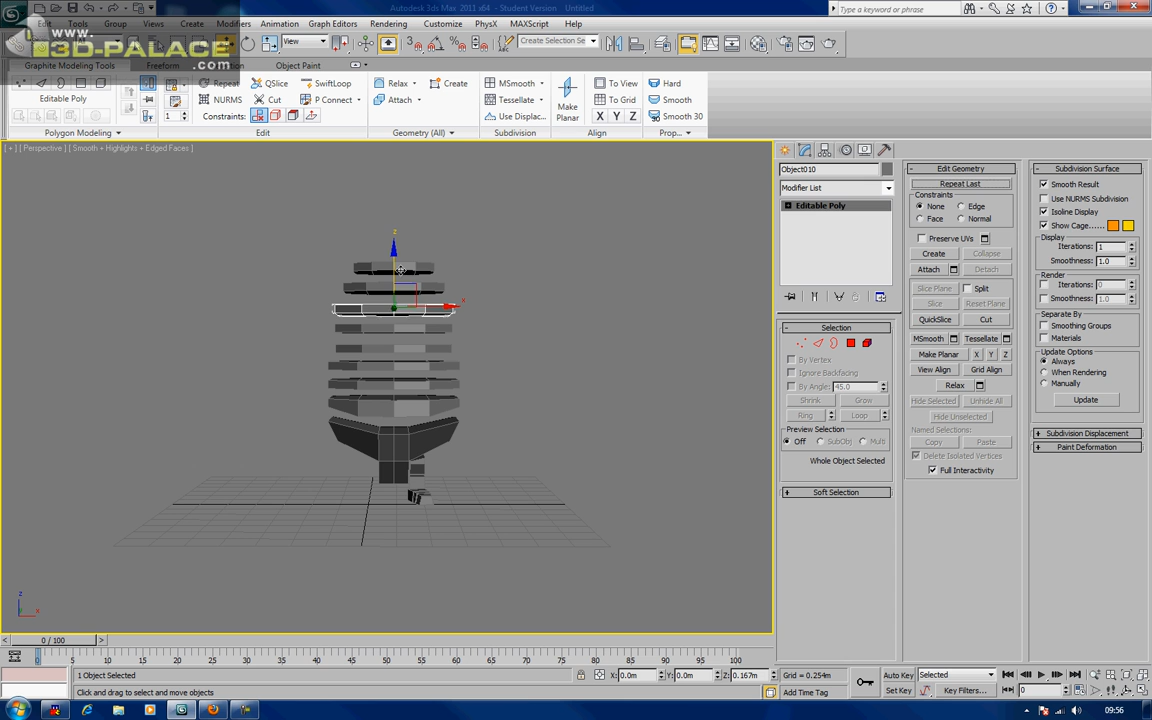 Autodesk 3ds Max 2011 x64 - Student Version Untitled
Type a keyword or phrase
www.
3D-PALACE
.com
Edit Tools Group Views Create Modifiers Animation Graph Editors Rendering Customize PhysX MAXScript Help
View
Create Selection Se
Graphite Modeling Tools Freeform Object Paint
Repeat QSlice SwiftLoop Relax Create MSmooth To View Hard
Editable Poly NURMS Cut P Connect Attach Tessellate Make Planar To Grid Smooth
1 Constraints: Use Displac... X Y Z Smooth 30
Polygon Modeling Edit Geometry (All) Subdivision Align Prop...
[ + ] [ Perspective ] [ Smooth + Highlights + Edged Faces ]
z
x
z
x
Object010
Modifier List
Editable Poly
Selection
By Vertex
Ignore Backfacing
By Angle: 45.0
Shrink Grow
Ring Loop
Preview Selection
Off SubObj Multi
Whole Object Selected
Soft Selection
Edit Geometry
Repeat Last
Constraints
None Edge
Face Normal
Preserve UVs
Create Collapse
Attach Detach
Slice Plane Split
Slice Reset Plane
QuickSlice Cut
MSmooth Tessellate
Make Planar X Y Z
View Align Grid Align
Relax
Hide Selected Unhide All
Hide Unselected
Named Selections:
Copy Paste
Delete Isolated Vertices
Full Interactivity
Subdivision Surface
Smooth Result
Use NURMS Subdivision
Isoline Display
Show Cage......
Display
Iterations: 1
Smoothness: 1.0
Render
Iterations: 0
Smoothness: 1.0
Separate By
Smoothing Groups
Materials
Update Options
Always
When Rendering
Manually
Update
Subdivision Displacement
Paint Deformation
0 / 100
0 5 10 15 20 25 30 35 40 45 50 55 60 65 70 75 80 85 90 95 100
1 Object Selected X: 0.0m Y: 0.0m Z: 0.167m Grid = 0.254m Auto Key Selected
Click and drag to select and move objects Add Time Tag Set Key Key Filters... 0
09:56